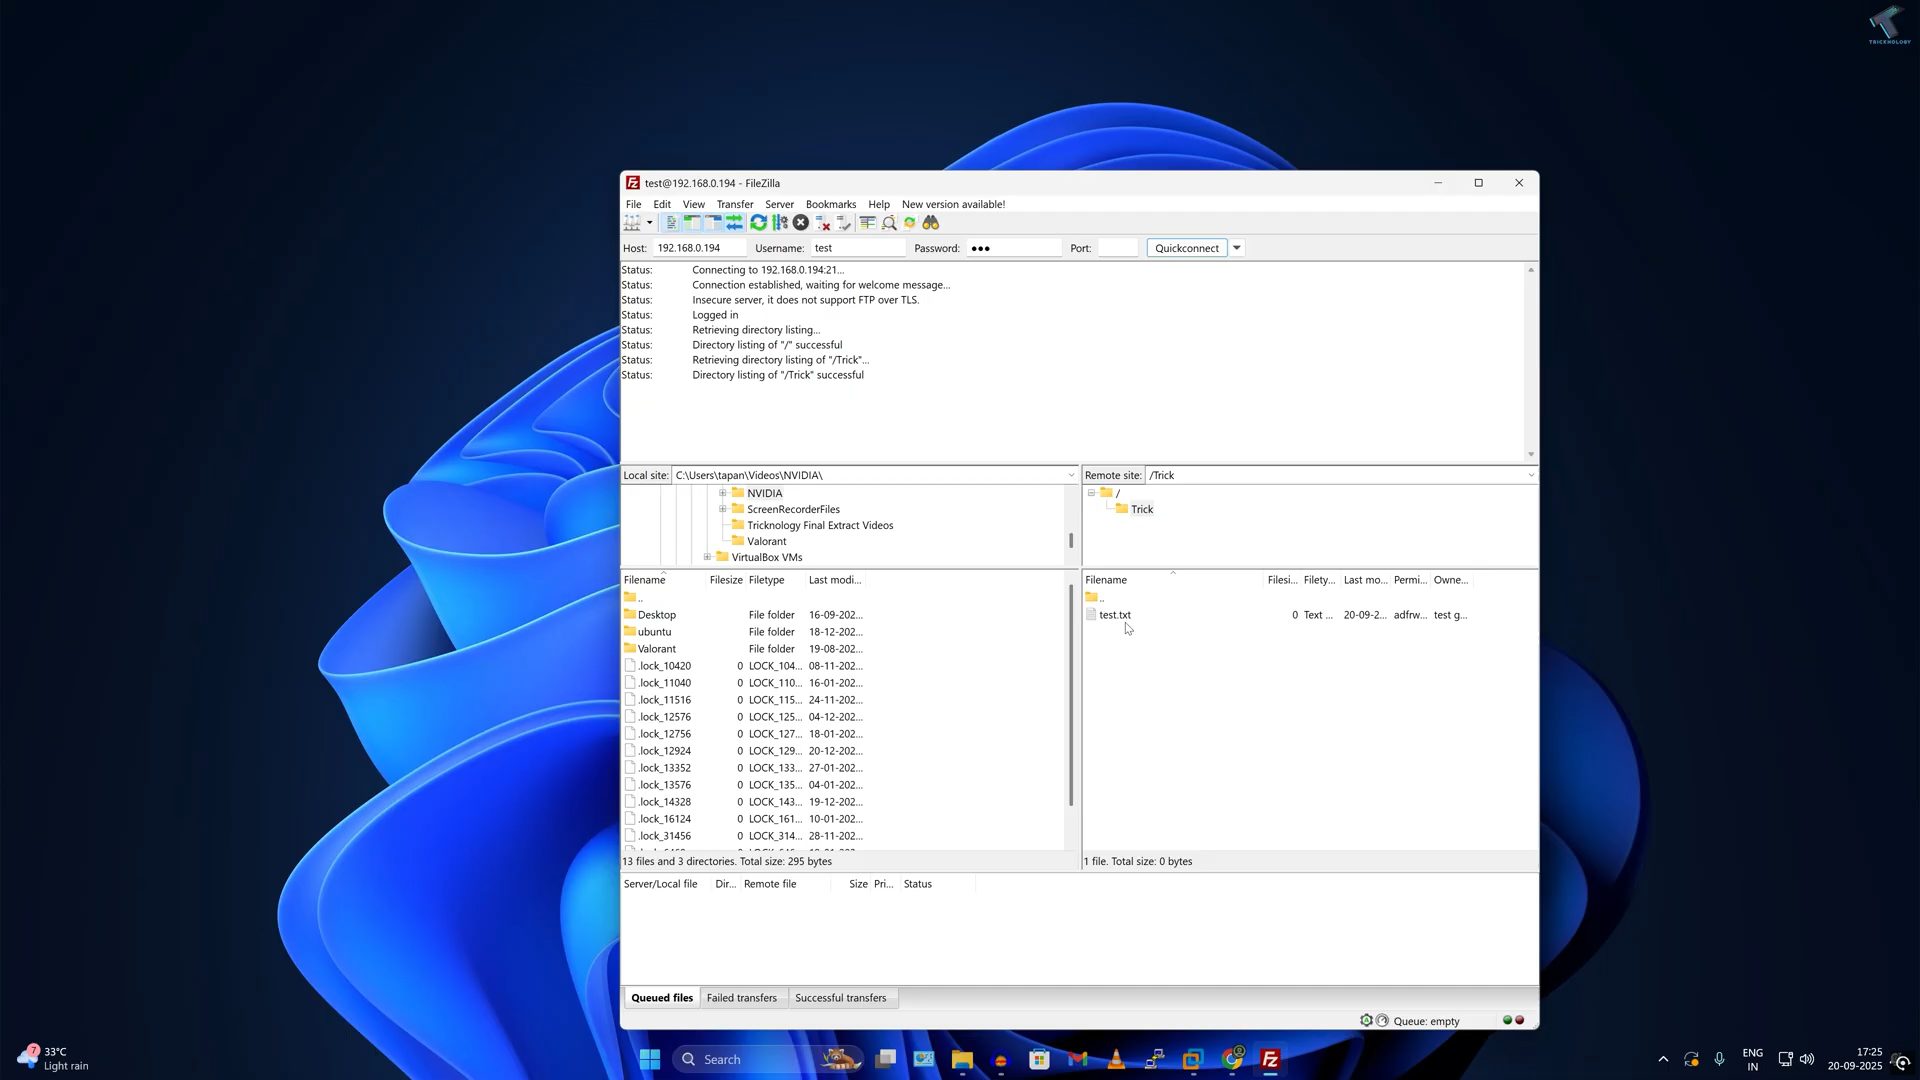 TRICKNOLOGY
test@192.168.0.194 - FileZilla
File Edit View Transfer Server Bookmarks Help New version available!
Host: 192.168.0.194 Username: test Password: ●●● Port: Quickconnect
Status: Connecting to 192.168.0.194:21...
Status: Connection established, waiting for welcome message...
Status: Insecure server, it does not support FTP over TLS.
Status: Logged in
Status: Retrieving directory listing...
Status: Directory listing of "/" successful
Status: Retrieving directory listing of "/Trick"...
Status: Directory listing of "/Trick" successful
Local site: C:\Users\tapan\Videos\NVIDIA\
NVIDIA
ScreenRecorderFiles
Tricknology Final Extract Videos
Valorant
VirtualBox VMs
Remote site: /Trick
/
Trick
Filename Filesize Filetype Last modi...
..
Desktop File folder 16-09-202...
ubuntu File folder 18-12-202...
Valorant File folder 19-08-202...
.lock_10420 0 LOCK_104... 08-11-202...
.lock_11040 0 LOCK_110... 16-01-202...
.lock_11516 0 LOCK_115... 24-11-202...
.lock_12576 0 LOCK_125... 04-12-202...
.lock_12756 0 LOCK_127... 18-01-202...
.lock_12924 0 LOCK_129... 20-12-202...
.lock_13352 0 LOCK_133... 27-01-202...
.lock_13576 0 LOCK_135... 04-01-202...
.lock_14328 0 LOCK_143... 19-12-202...
.lock_16124 0 LOCK_161... 10-01-202...
.lock_31456 0 LOCK_314... 28-11-202...
13 files and 3 directories. Total size: 295 bytes
Filename Filesi... Filety... Last mo... Permi... Owne...
..
test.txt 0 Text ... 20-09-2... adfrw... test g...
1 file. Total size: 0 bytes
Server/Local file Dir... Remote file Size Pri... Status
Queued files Failed transfers Successful transfers
Queue: empty
7
33°C
Light rain
Search
ENG
IN
17:25
20-09-2025